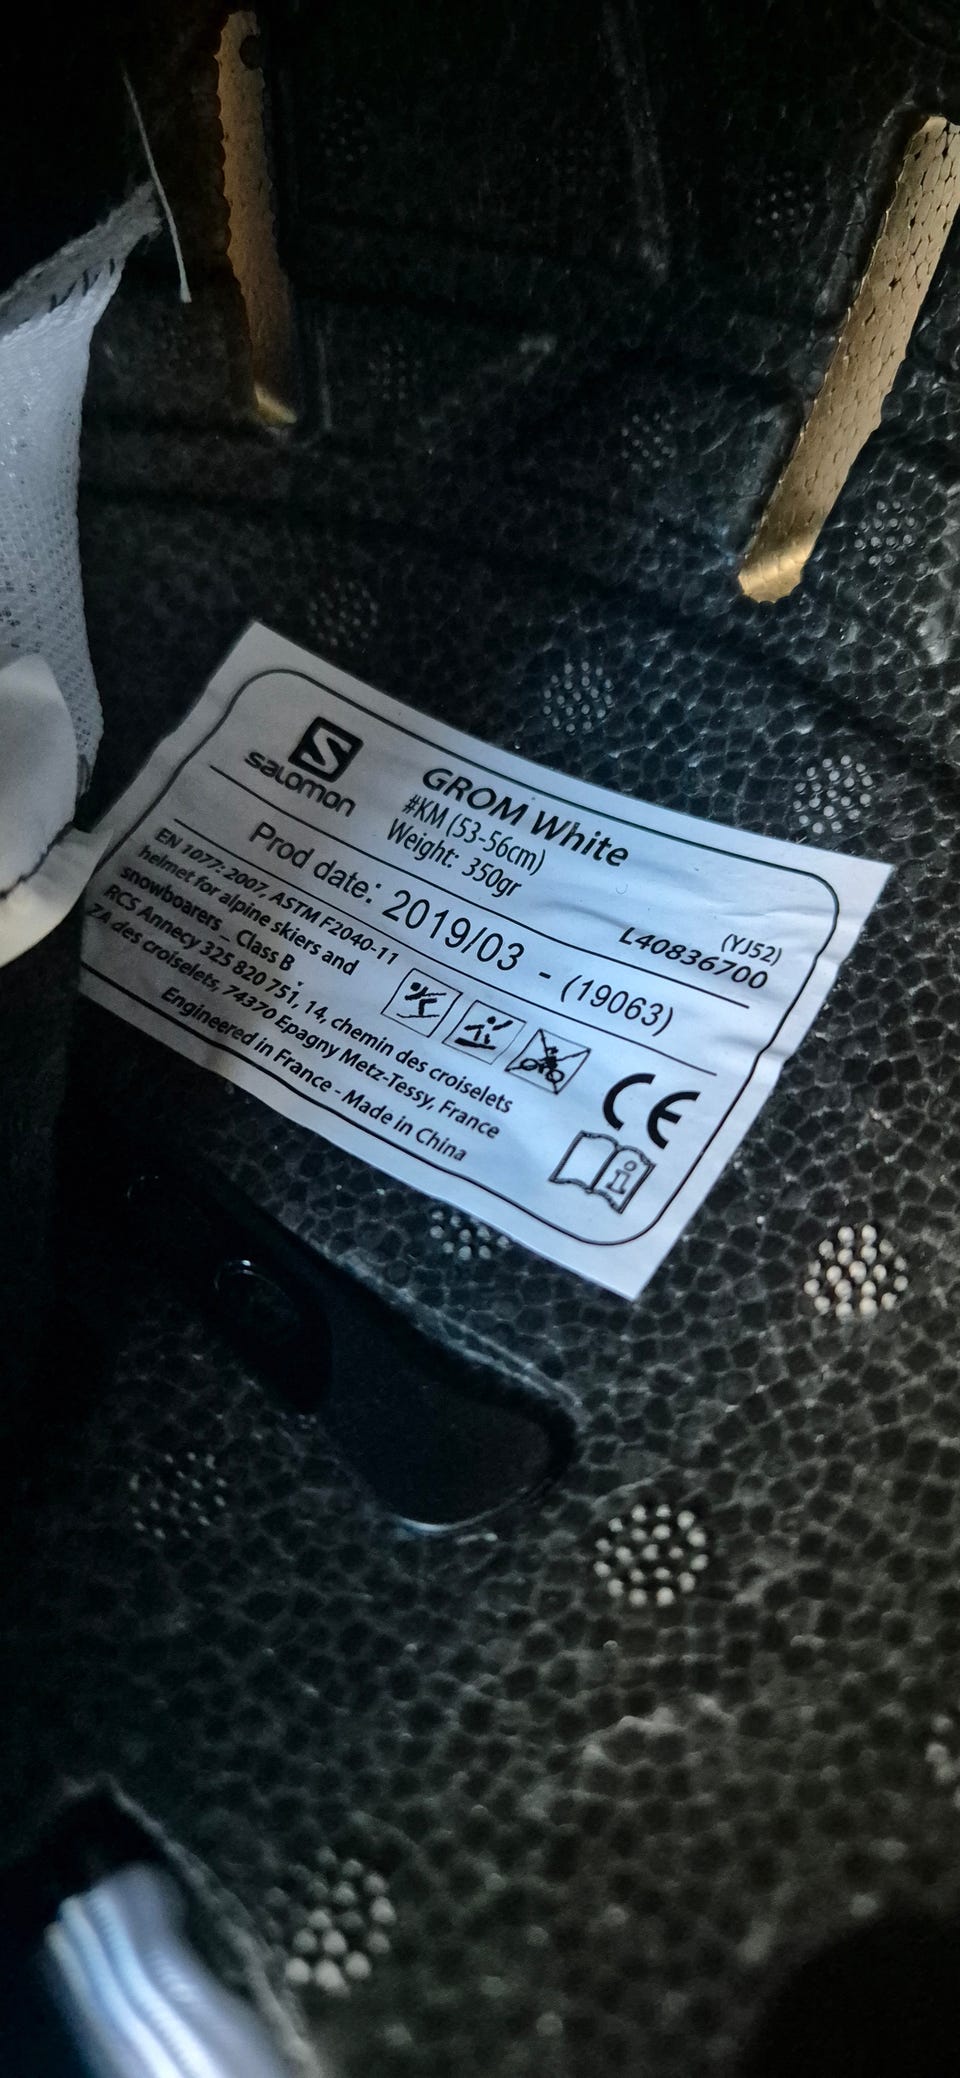 S
salomon
GROM White
#KM (53-56cm)
Weight: 350gr
(YJ52)
L40836700
Prod date: 2019/03 - (19063)
EN 1077: 2007, ASTM F2040-11
helmet for alpine skiers and
snowboarers_ Class B
RCS Annecy 325 820 751, 14, chemin des croiselets
ZA des croiselets, 74370 Epagny Metz-Tessy, France
Engineered in France - Made in China
CE
i